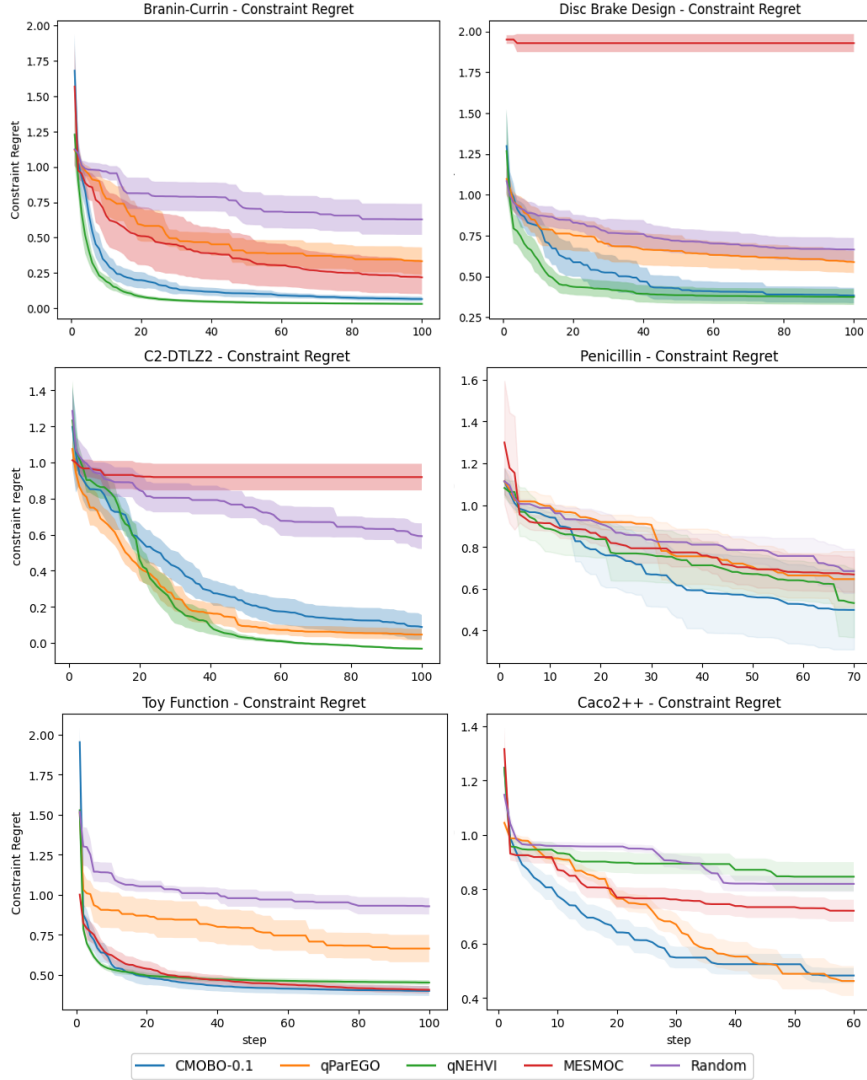 Branin-Currin - Constraint Regret
Disc Brake Design - Constraint Regret
Constraint Regret
2.00
1.75
1.50
1.25
1.00
0.75
0.50
0.25
0.00
0 20 40 60 80 100
2.00
1.75
1.50
1.25
1.00
0.75
0.50
0.25
0 20 40 60 80 100
C2-DTLZ2 - Constraint Regret
Penicillin - Constraint Regret
constraint regret
1.4
1.2
1.0
0.8
0.6
0.4
0.2
0.0
0 20 40 60 80 100
1.6
1.4
1.2
1.0
0.8
0.6
0.4
0 10 20 30 40 50 60 70
Toy Function - Constraint Regret
Caco2++ - Constraint Regret
Constraint Regret
2.00
1.75
1.50
1.25
1.00
0.75
0.50
0 20 40 60 80 100
step
1.4
1.2
1.0
0.8
0.6
0.4
0 10 20 30 40 50 60
step
CMOBO-0.1 qParEGO qNEHVI MESMOC Random